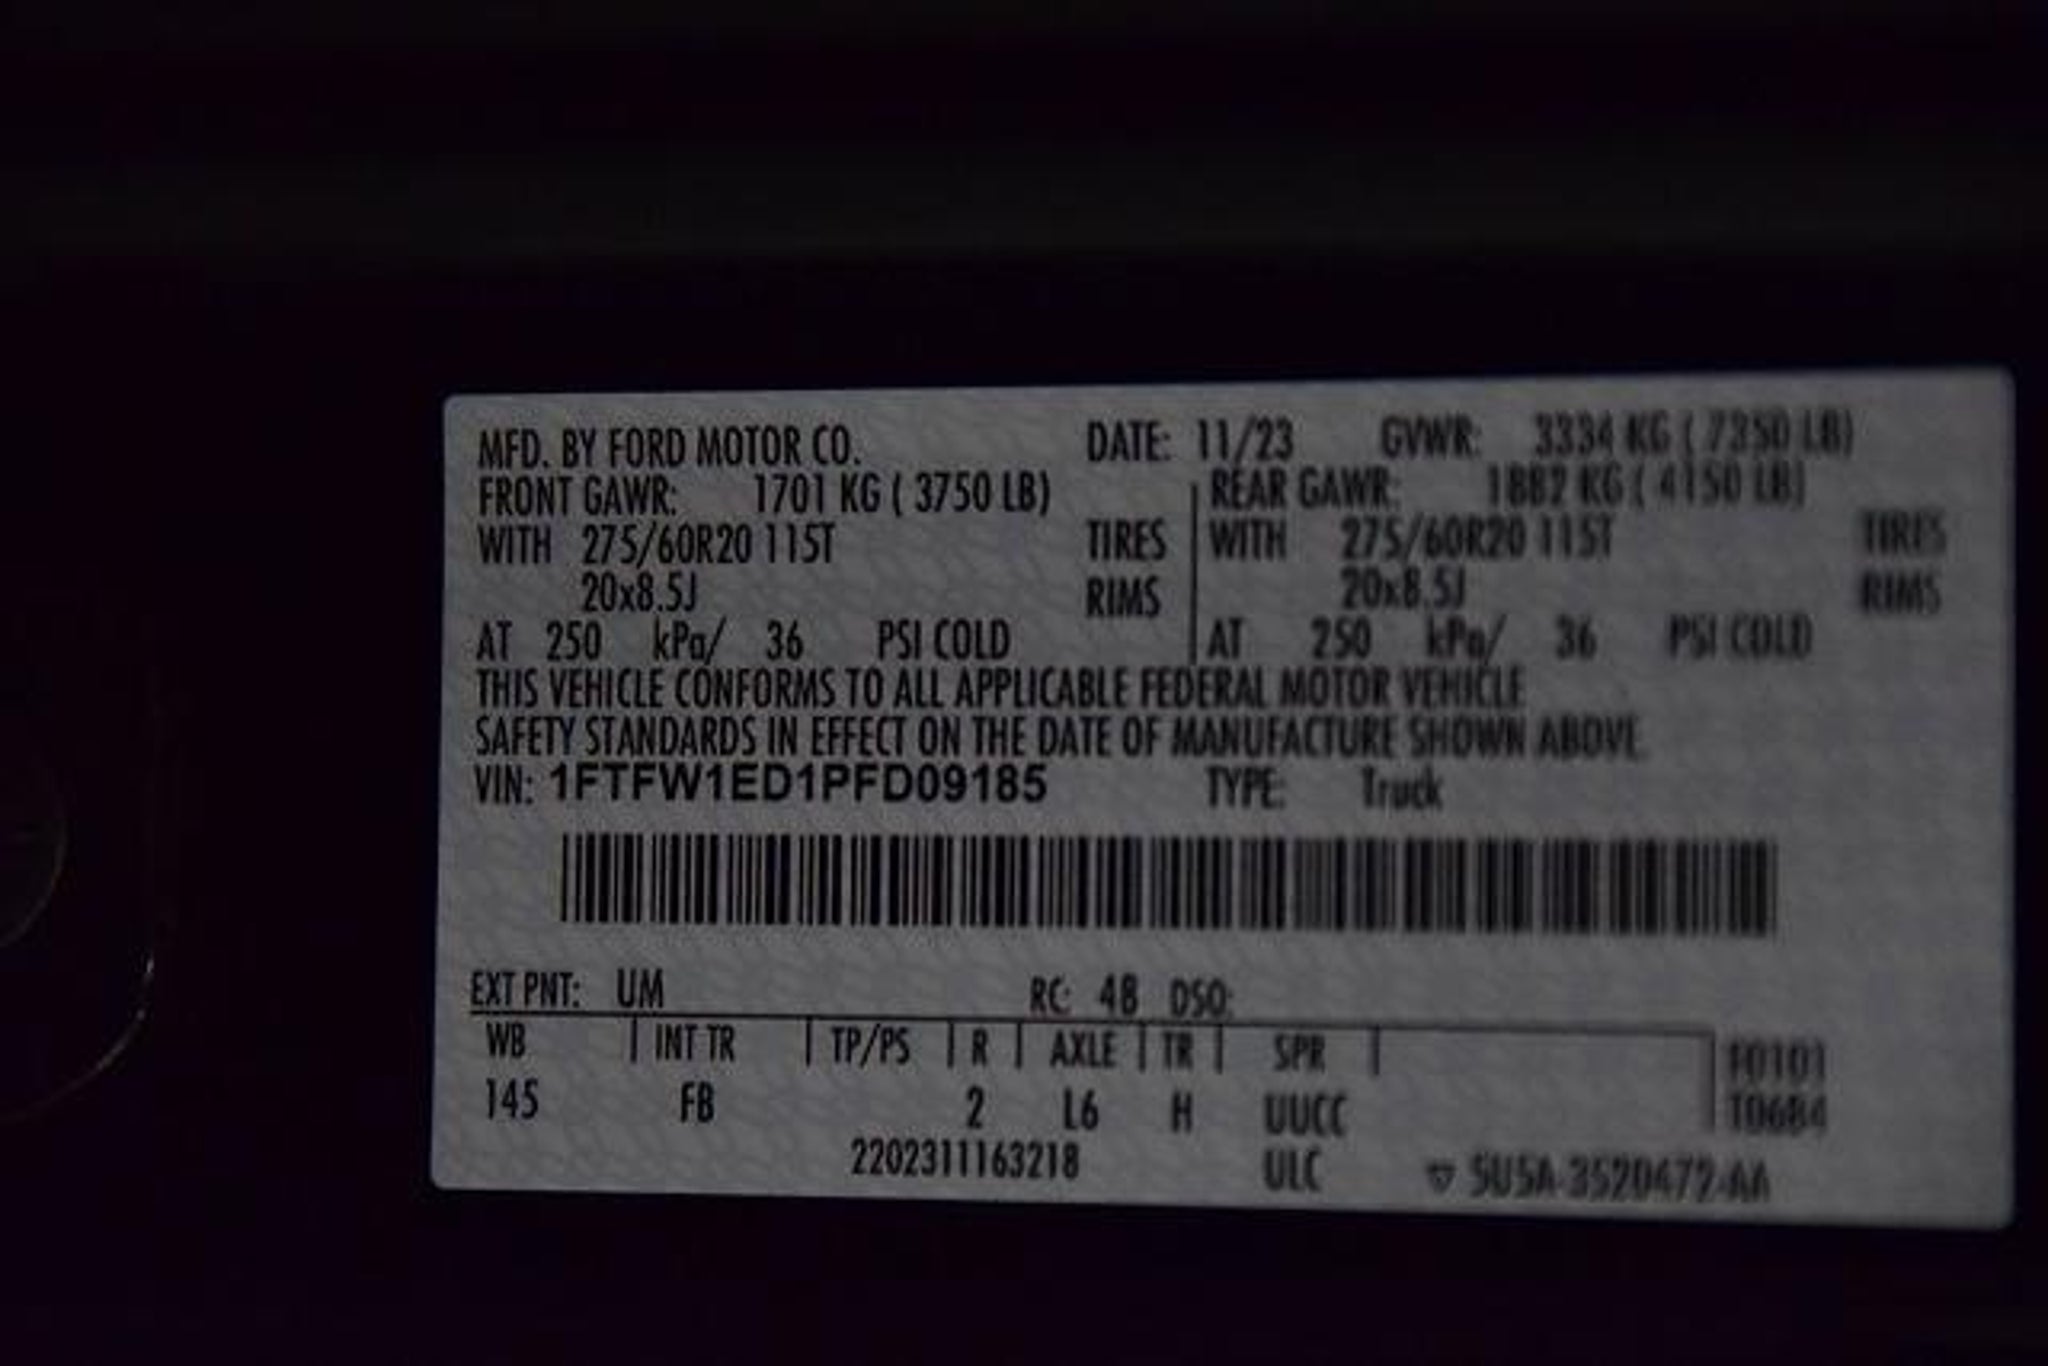 MFD. BY FORD MOTOR CO. DATE: 11/23 GVWR: 3334 KG ( 7350 LB)
FRONT GAWR: 1701 KG ( 3750 LB) REAR GAWR: 1882 KG ( 4150 LB)
WITH 275/60R20 115T TIRES WITH 275/60R20 115T TIRES
20x8.5J RIMS 20x8.5J RIMS
AT 250 kPa/ 36 PSI COLD AT 250 kPa/ 36 PSI COLD
THIS VEHICLE CONFORMS TO ALL APPLICABLE FEDERAL MOTOR VEHICLE
SAFETY STANDARDS IN EFFECT ON THE DATE OF MANUFACTURE SHOWN ABOVE.
VIN: 1FTFW1ED1PFD09185 TYPE: Truck
EXT PNT: UM RC: 48 DSO:
WB INT TR TP/PS R AXLE TR SPR F0101
145 FB 2 L6 H UUCC T0684
2202311163218 ULC ▽ 5U5A-3520472-AA